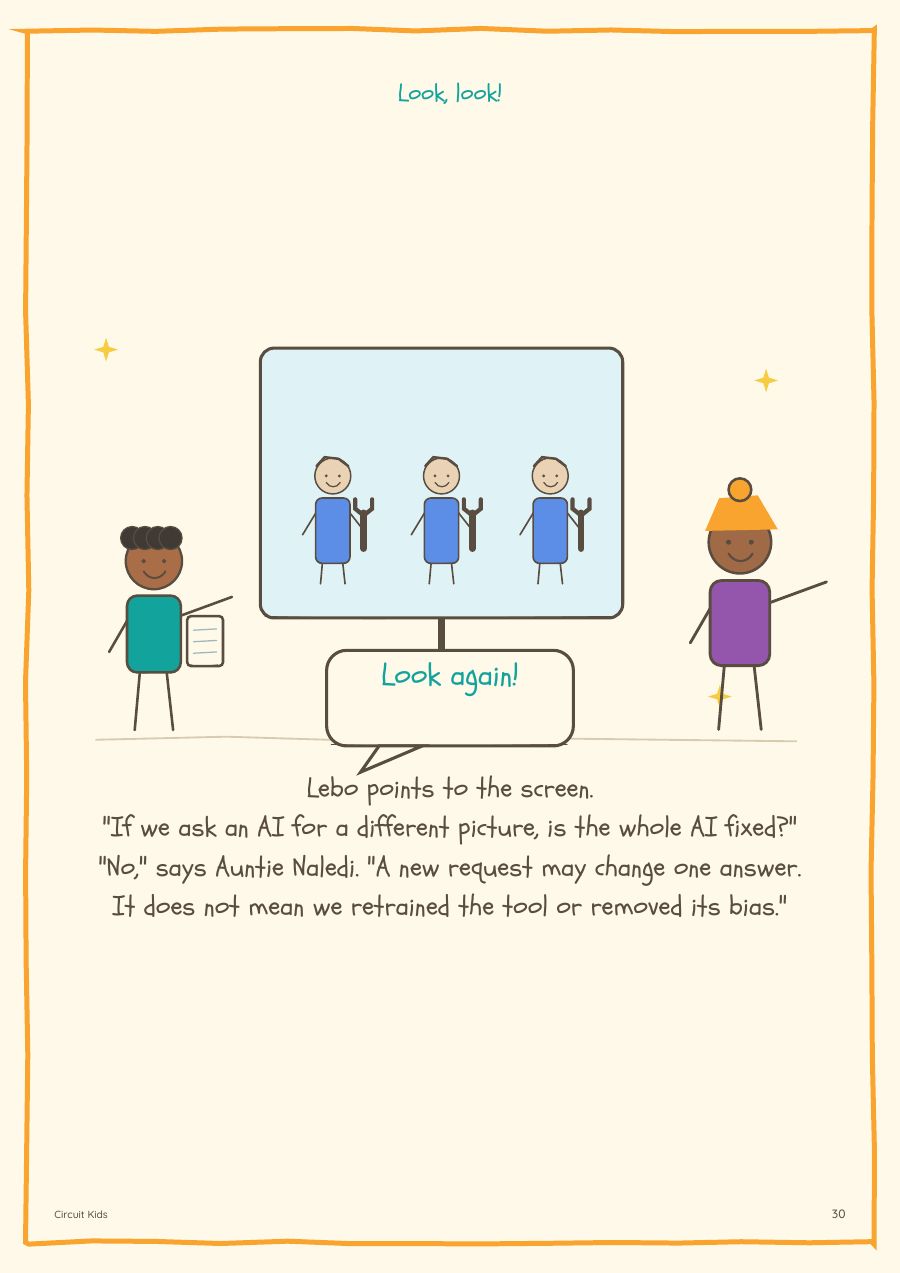 Look, look!
Look again!
Lebo points to the screen.
"If we ask an AI for a different picture, is the whole AI fixed?"
"No," says Auntie Naledi. "A new request may change one answer.
It does not mean we retrained the tool or removed its bias."
Circuit Kids
30